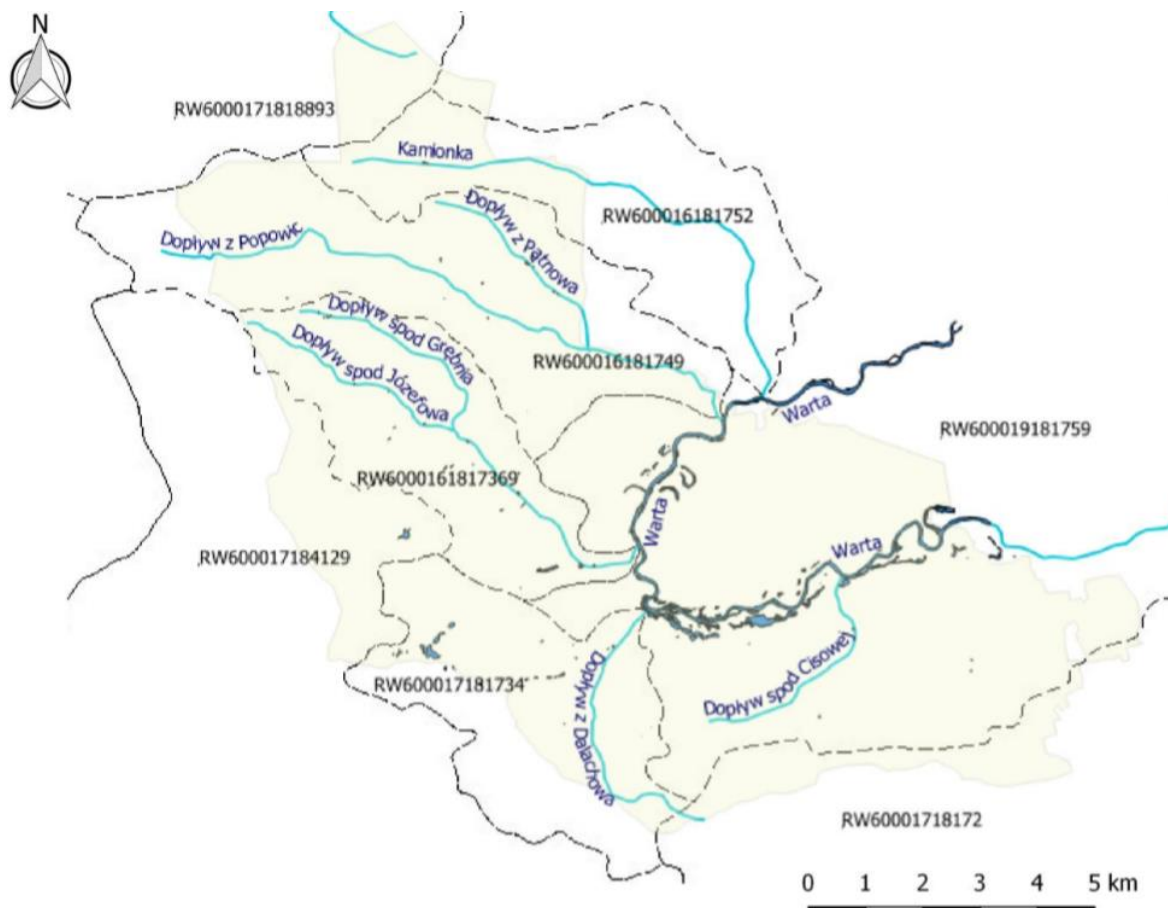 N
RW6000171818893
Kamionka
Dopływ z Pątnowa
RW600016181752
Dopływ z Popowic
Dopływ spod Grębnia
Dopływ spod Józefowa
RW600016181749
Warta
RW600019181759
RW6000161817369
Warta
Warta
RW600017184129
Dopływ spod Cisowej
RW600017181734
Dopływ z Dalachowa
RW60001718172
0 1 2 3 4 5 km